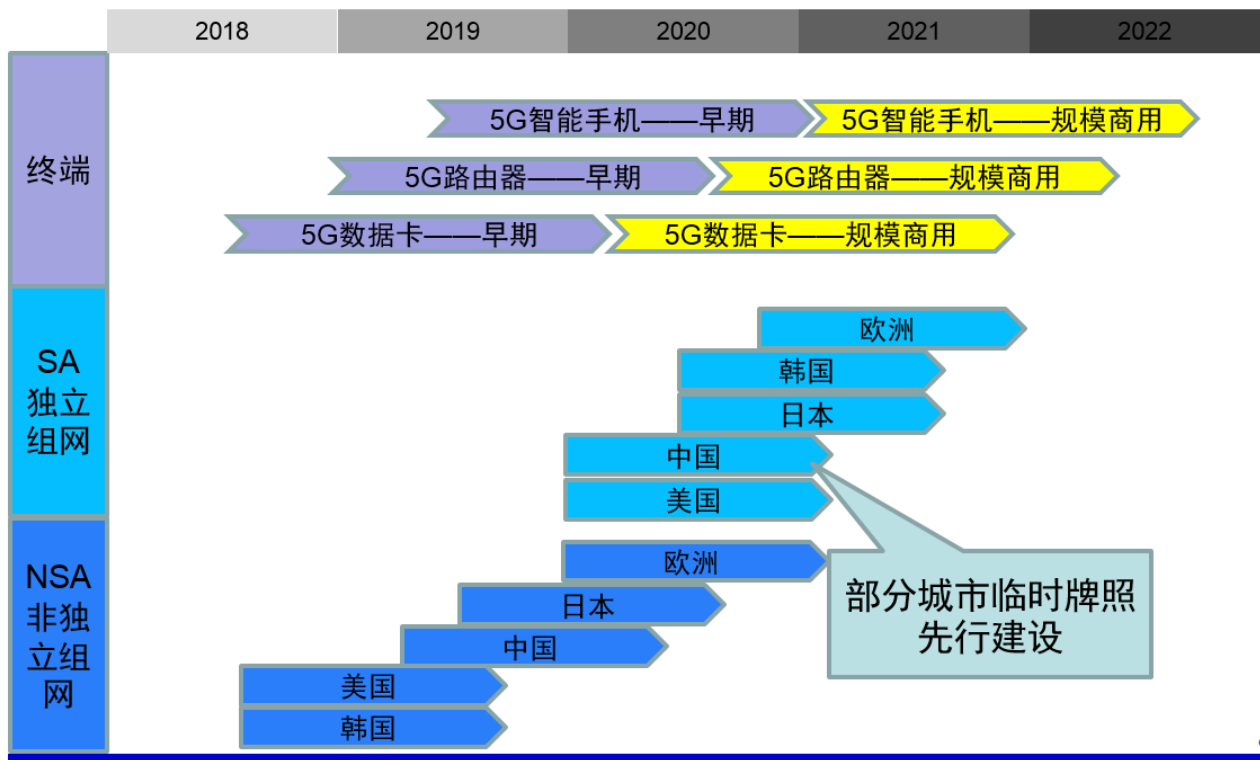 2018 2019 2020 2021 2022
终端
5G智能手机——早期
5G智能手机——规模商用
5G路由器——早期
5G路由器——规模商用
5G数据卡——早期
5G数据卡——规模商用
SA
独立
组网
欧洲
韩国
日本
中国
美国
部分城市临时牌照
先行建设
NSA
非独
立组
网
欧洲
日本
中国
美国
韩国